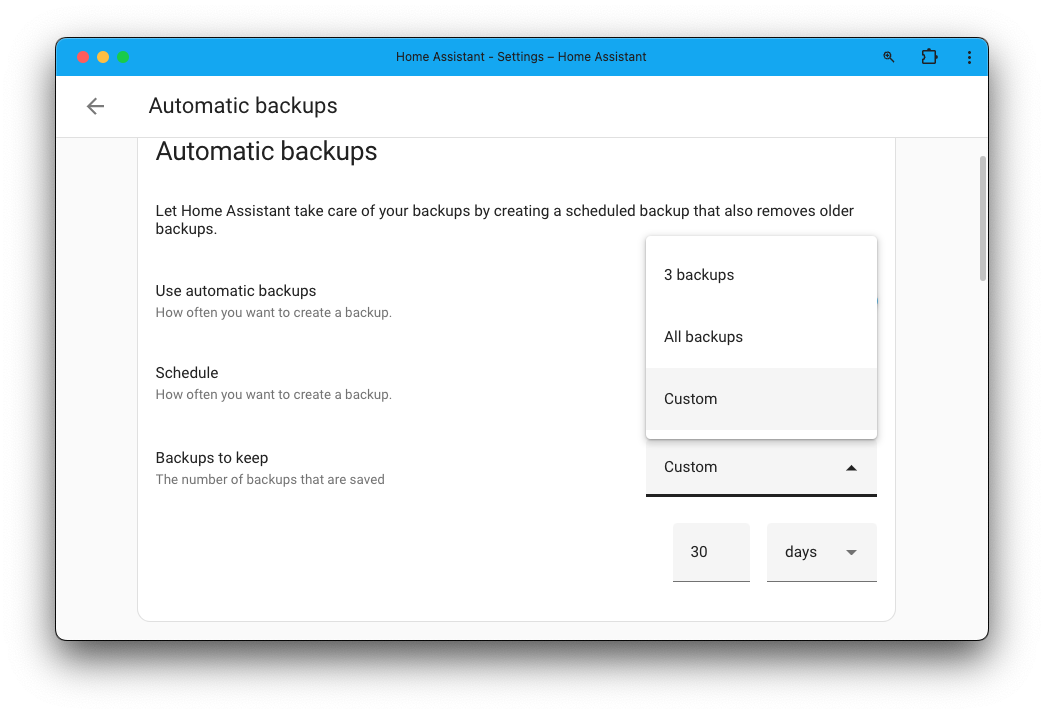 Home Assistant - Settings – Home Assistant
Automatic backups
Automatic backups
Let Home Assistant take care of your backups by creating a scheduled backup that also removes older
backups.
Use automatic backups
How often you want to create a backup.
3 backups
All backups
Schedule
How often you want to create a backup.
Custom
Backups to keep
The number of backups that are saved
Custom
30
days